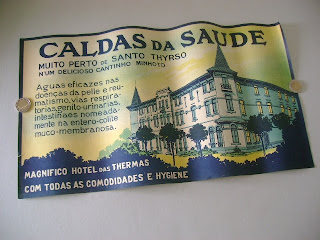 CALDAS DA SAUDE
MUITO PERTO DE SANTO THYRSO
N'UM DELICIOSO CANTINHO MINHOTO
Aguas eficazes nas
doenças da pelle e reu-
matismo, vias respira-
torias, genito-urinarias,
intestinaes nomeada-
mente na entero-colite
muco-membranosa.
MAGNIFICO HOTEL DAS THERMAS
COM TODAS AS COMODIDADES E HYGIENE